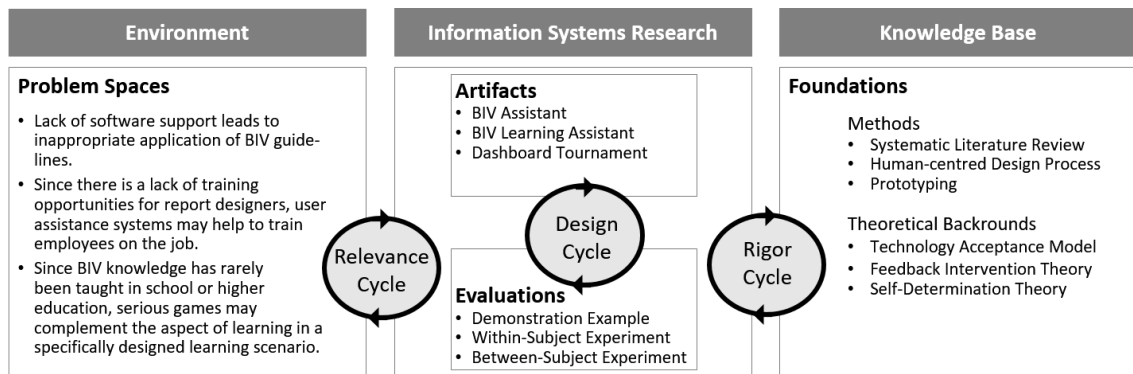 Environment
Information Systems Research
Knowledge Base
Problem Spaces
• Lack of software support leads to
inappropriate application of BIV guide-
lines.
• Since there is a lack of training
opportunities for report designers, user
assistance systems may help to train
employees on the job.
• Since BIV knowledge has rarely
been taught in school or higher
education, serious games may
complement the aspect of learning in a
specifically designed learning scenario.
Relevance
Cycle
Artifacts
• BIV Assistant
• BIV Learning Assistant
• Dashboard Tournament
Design
Cycle
Evaluations
• Demonstration Example
• Within-Subject Experiment
• Between-Subject Experiment
Rigor
Cycle
Foundations
Methods
• Systematic Literature Review
• Human-centred Design Process
• Prototyping
Theoretical Backrounds
• Technology Acceptance Model
• Feedback Intervention Theory
• Self-Determination Theory